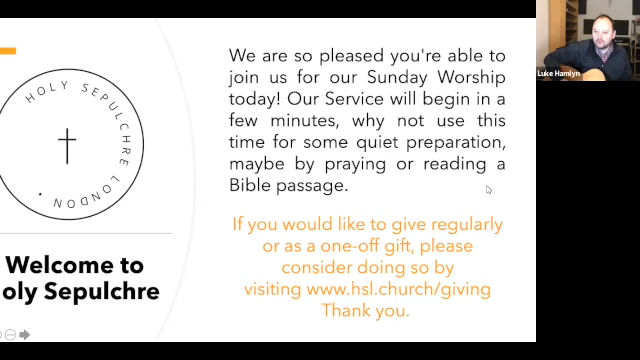 HOLY SEPULCHRE LONDON •
Welcome to
oly Sepulchre
We are so pleased you're able to
join us for our Sunday Worship
today! Our Service will begin in a
few minutes, why not use this
time for some quiet preparation,
maybe by praying or reading a
Bible passage.
If you would like to give regularly
or as a one-off gift, please
consider doing so by
visiting www.hsl.church/giving
Thank you.
Luke Hamlyn